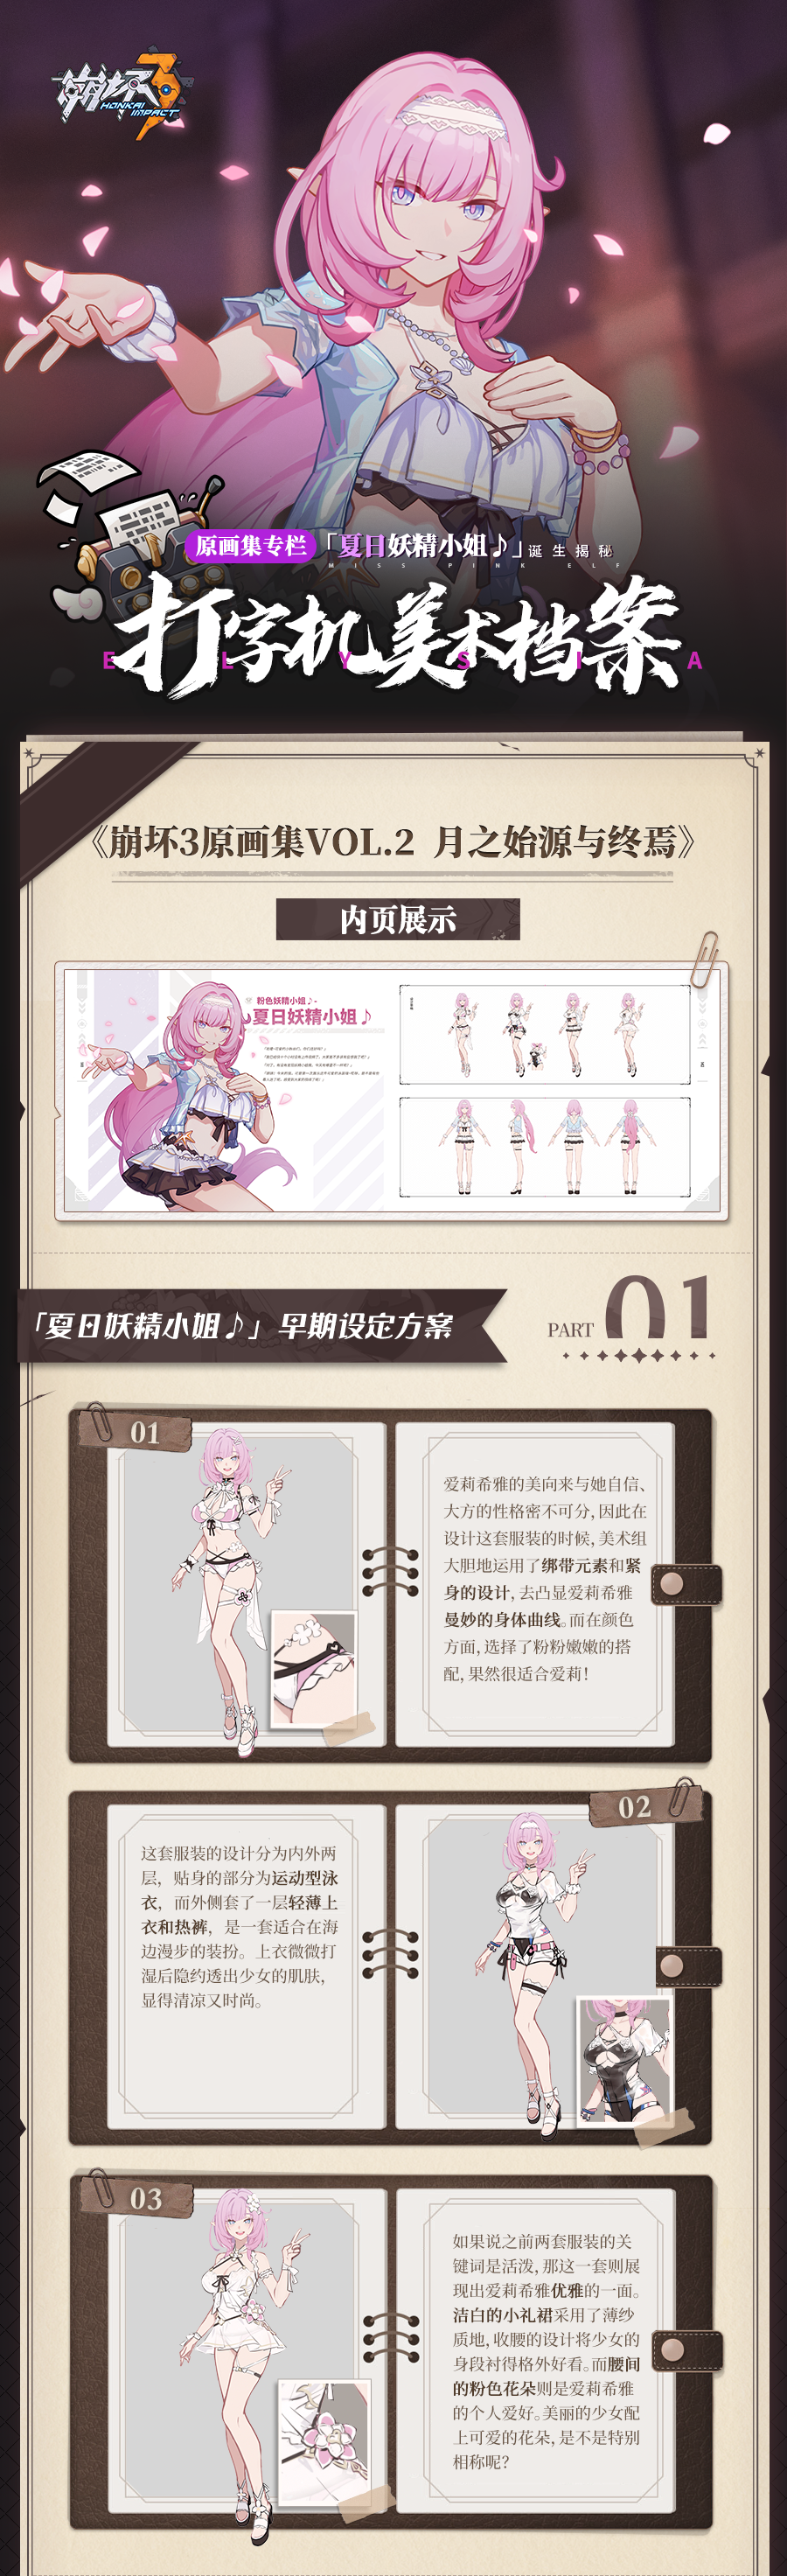 崩坏3
HONKAI
IMPACT
原画集专栏「夏日妖精小姐♪」诞生揭秘
MISS PINK ELF
打字机美术档案
ELYSIA
《崩坏3原画集VOL.2 月之始源与终焉》
内页展示
粉色妖精小姐♪·
夏日妖精小姐♪
「夏日妖精小姐♪」早期设定方案
PART 01
01
爱莉希雅的美向来与她自信、
大方的性格密不可分,因此在
设计这套服装的时候,美术组
大胆地运用了绑带元素和紧
身的设计,去凸显爱莉希雅
曼妙的身体曲线。而在颜色
方面,选择了粉粉嫩嫩的搭
配,果然很适合爱莉!
02
这套服装的设计分为内外两
层，贴身的部分为运动型泳
衣，而外侧套了一层轻薄上
衣和热裤，是一套适合在海
边漫步的装扮。上衣微微打
湿后隐约透出少女的肌肤，
显得清凉又时尚。
03
如果说之前两套服装的关
键词是活泼,那这一套则展
现出爱莉希雅优雅的一面。
洁白的小礼裙采用了薄纱
质地,收腰的设计将少女的
身段衬得格外好看。而腰间
的粉色花朵则是爱莉希雅
的个人爱好。美丽的少女配
上可爱的花朵,是不是特别
相称呢?